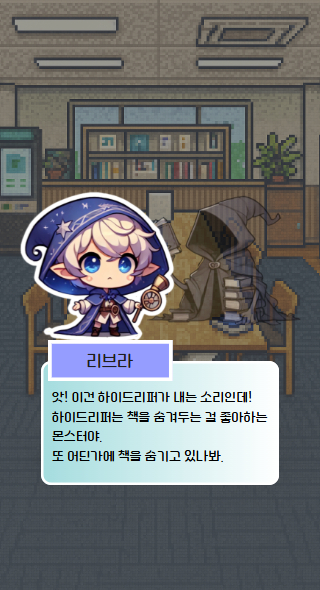 리브라
앗! 이건 하이드리퍼가 내는 소리인데!
하이드리퍼는 책을 숨겨두는 걸 좋아하는
몬스터야.
또 어딘가에 책을 숨기고 있나봐.